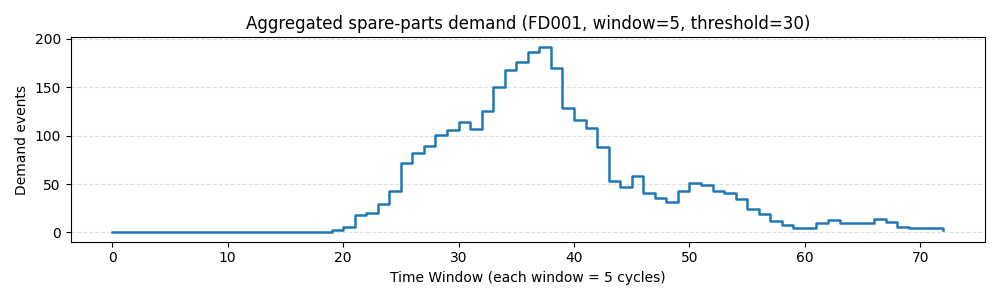 Aggregated spare-parts demand (FD001, window=5, threshold=30)
200
150
100
50
0
Demand events
0 10 20 30 40 50 60 70
Time Window (each window = 5 cycles)